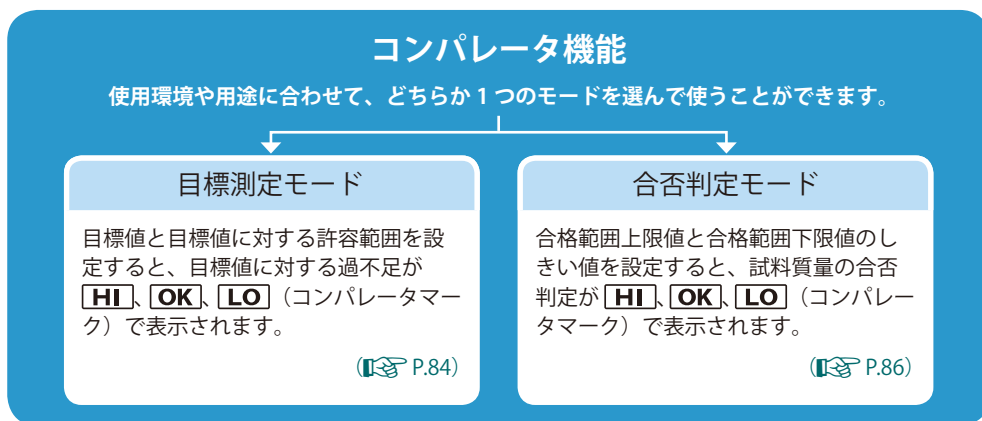 コンパレータ機能
使用環境や用途に合わせて、どちらか 1 つのモードを選んで使うことができます。
目標測定モード
目標値と目標値に対する許容範囲を設
定すると、目標値に対する過不足が
HI、OK、LO（コンパレータマー
ク）で表示されます。
（☞ P.84）
合否判定モード
合格範囲上限値と合格範囲下限値のし
きい値を設定すると、試料質量の合否
判定が HI、OK、LO（コンパレー
タマーク）で表示されます。
（☞ P.86）